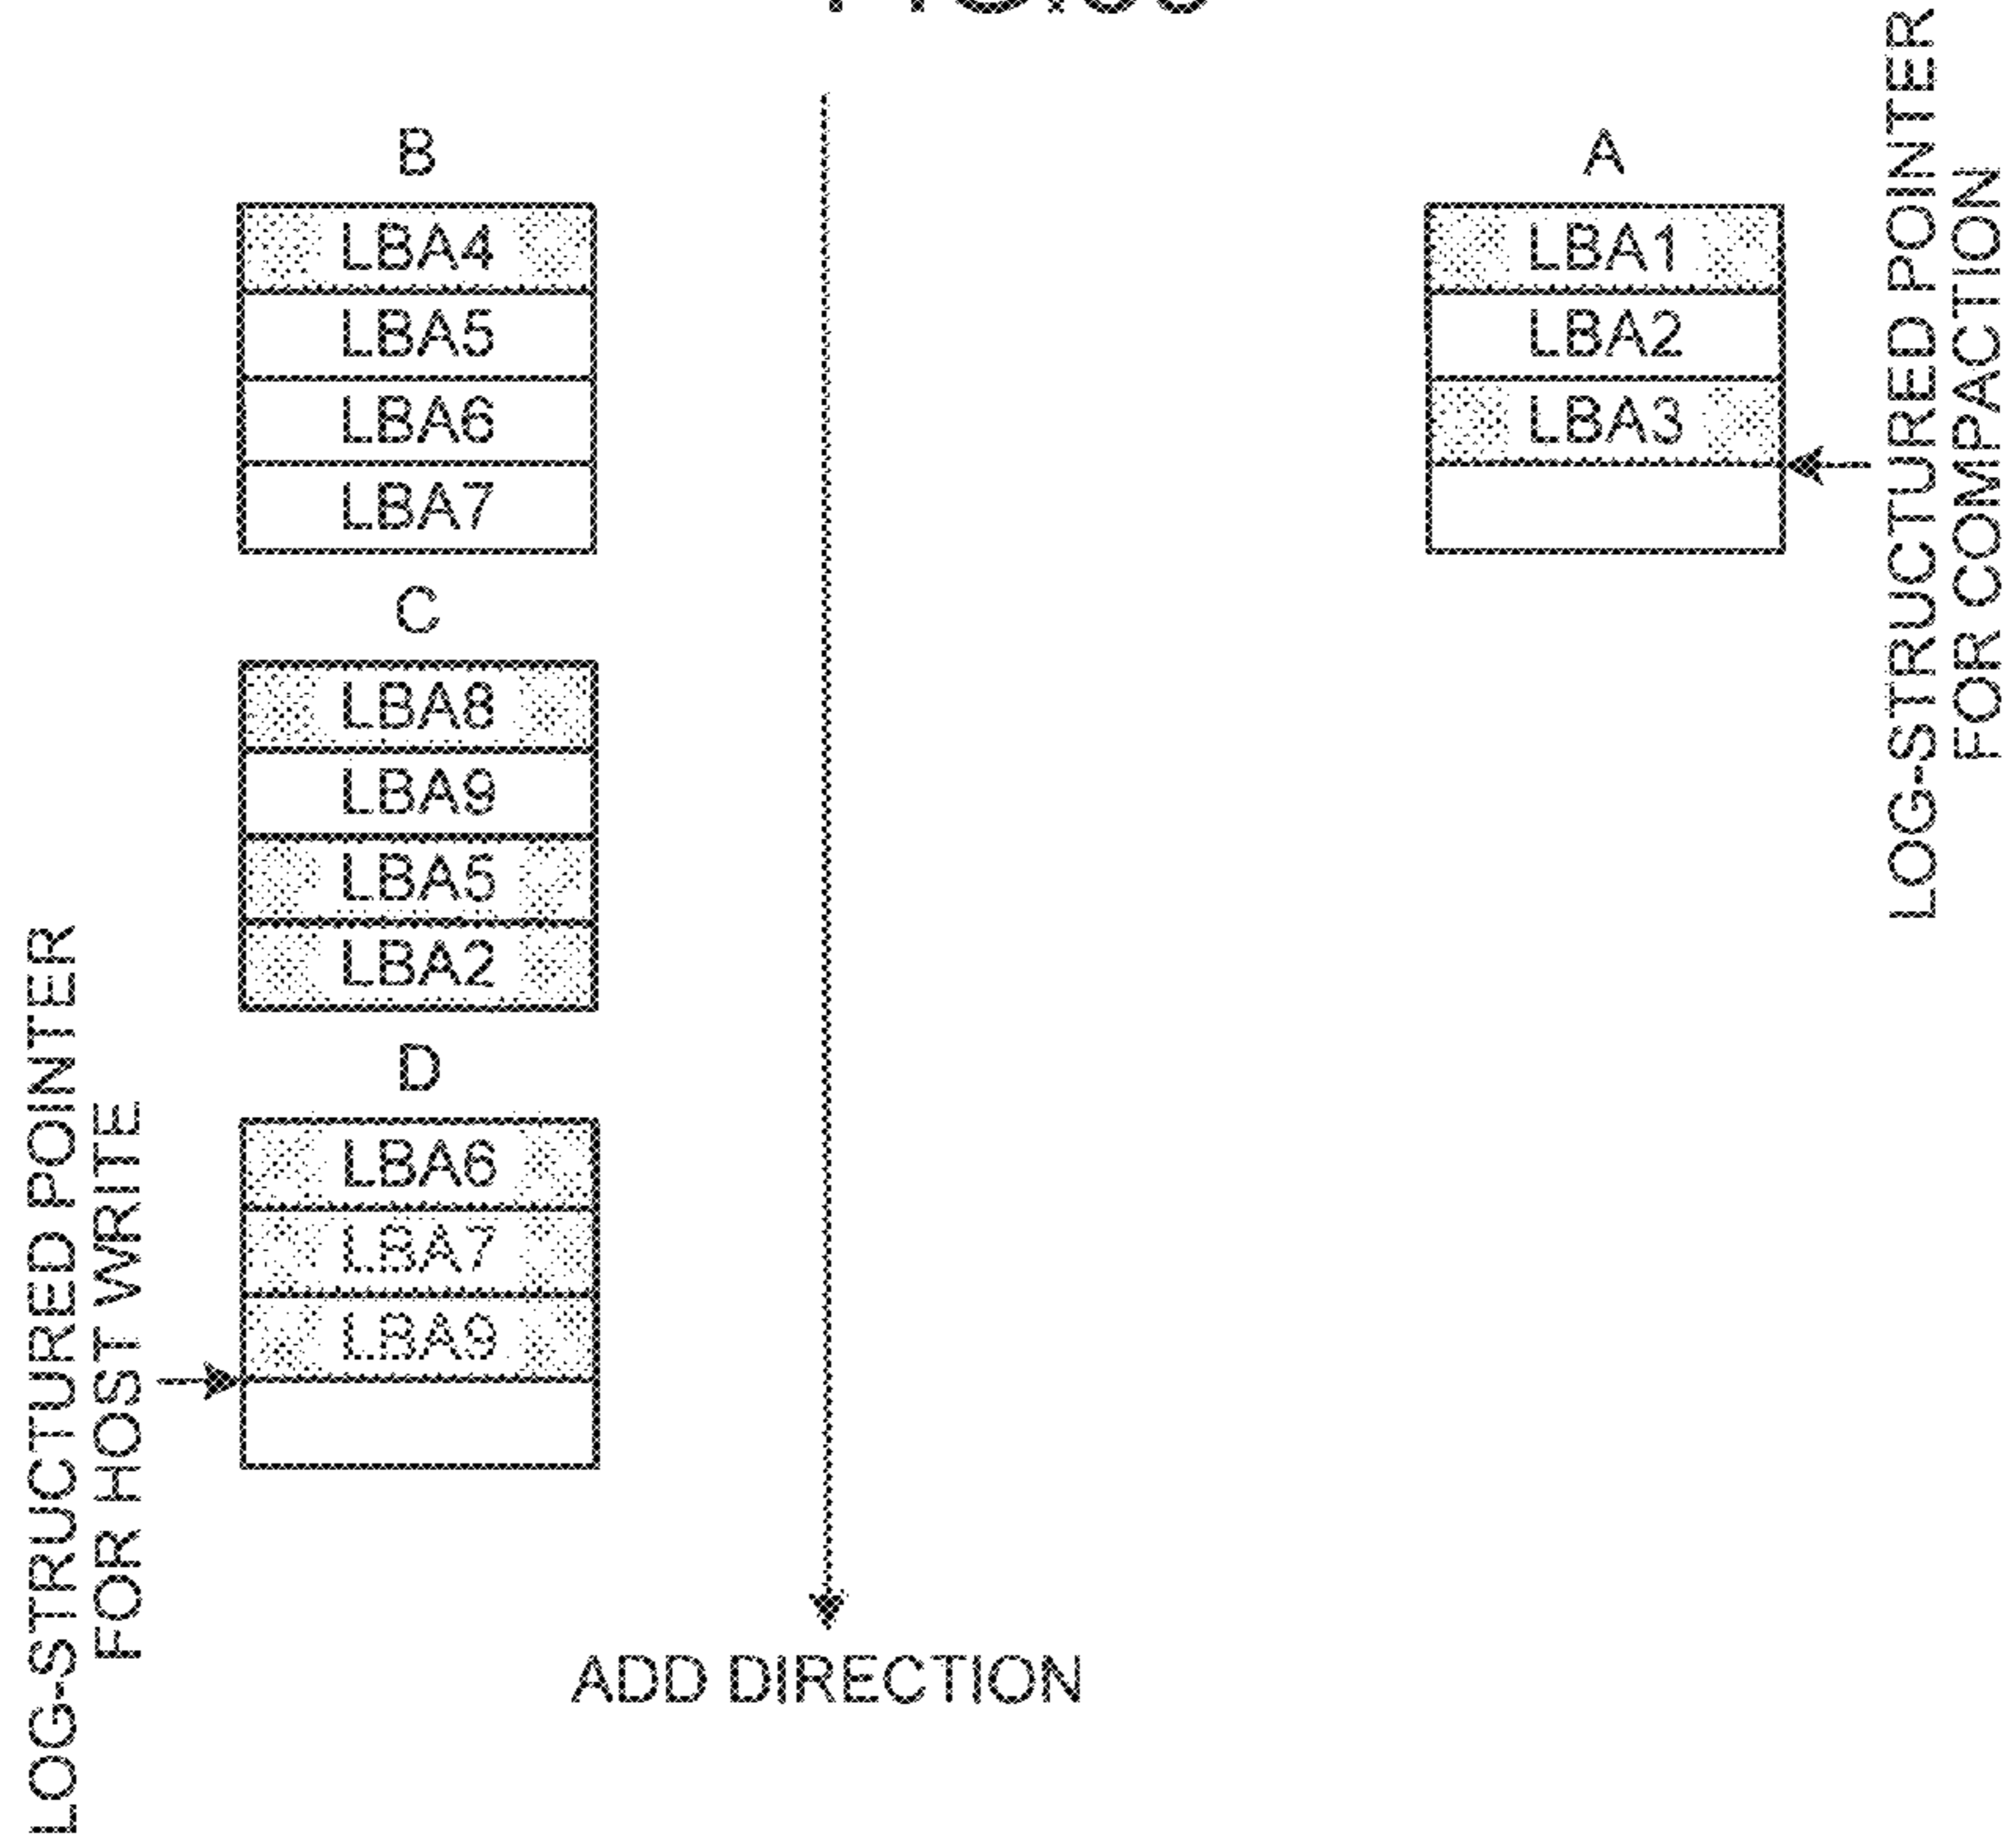 B
LBA4
LBA5
LBA6
LBA7
C
LBA8
LBA9
LBA5
LBA2
D
LBA6
LBA7
LBA9
LOG-STRUCTURED POINTER
FOR HOST WRITE
ADD DIRECTION
A
LBA1
LBA2
LBA3
LOG-STRUCTURED POINTER
FOR COMPACTION